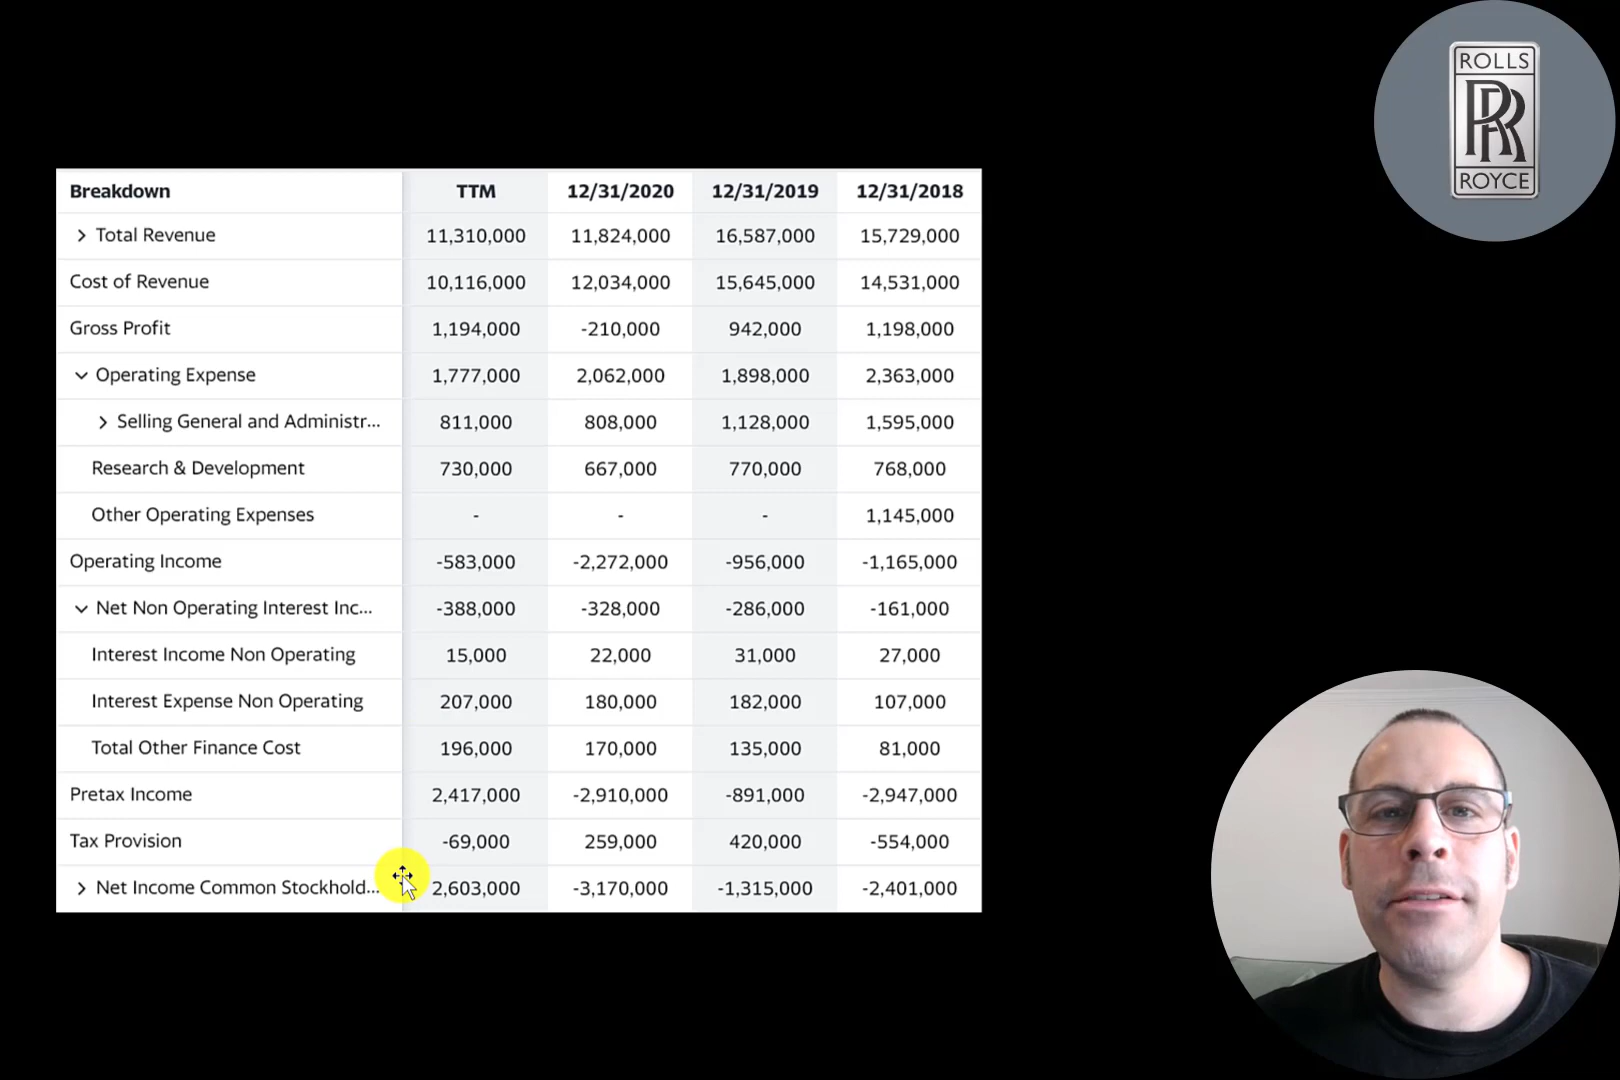 ROLLS
RR
ROYCE
Breakdown TTM 12/31/2020 12/31/2019 12/31/2018
Total Revenue 11,310,000 11,824,000 16,587,000 15,729,000
Cost of Revenue 10,116,000 12,034,000 15,645,000 14,531,000
Gross Profit 1,194,000 -210,000 942,000 1,198,000
Operating Expense 1,777,000 2,062,000 1,898,000 2,363,000
Selling General and Administr... 811,000 808,000 1,128,000 1,595,000
Research & Development 730,000 667,000 770,000 768,000
Other Operating Expenses - - - 1,145,000
Operating Income -583,000 -2,272,000 -956,000 -1,165,000
Net Non Operating Interest Inc... -388,000 -328,000 -286,000 -161,000
Interest Income Non Operating 15,000 22,000 31,000 27,000
Interest Expense Non Operating 207,000 180,000 182,000 107,000
Total Other Finance Cost 196,000 170,000 135,000 81,000
Pretax Income 2,417,000 -2,910,000 -891,000 -2,947,000
Tax Provision -69,000 259,000 420,000 -554,000
Net Income Common Stockhold... 2,603,000 -3,170,000 -1,315,000 -2,401,000